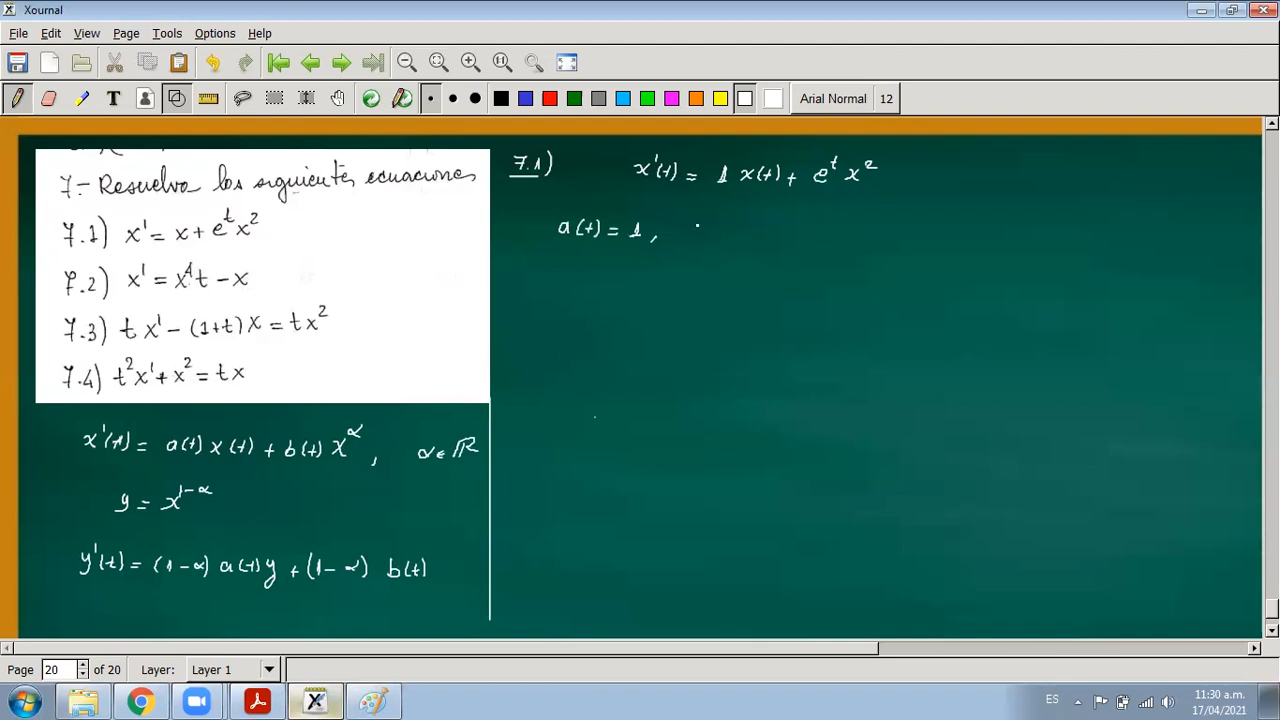 Xournal
File Edit View Page Tools Options Help
Arial Normal 12
7- Resuelva los siguientes ecuaciones
7.1) x' = x + e^t x^2
7.2) x' = x^4 t - x
7.3) t x' - (1+t) x = t x^2
7.4) t^2 x' + x^2 = t x
x'(t) = a(t) x(t) + b(t) x^α, α ∈ ℝ
y = x^{1-α}
y'(t) = (1-α) a(t) y + (1-α) b(t)
7.1) x'(t) = 1 x(t) + e^t x^2
a(t) = 1,
Page 20 of 20 Layer: Layer 1
ES 11:30 a.m.
17/04/2021